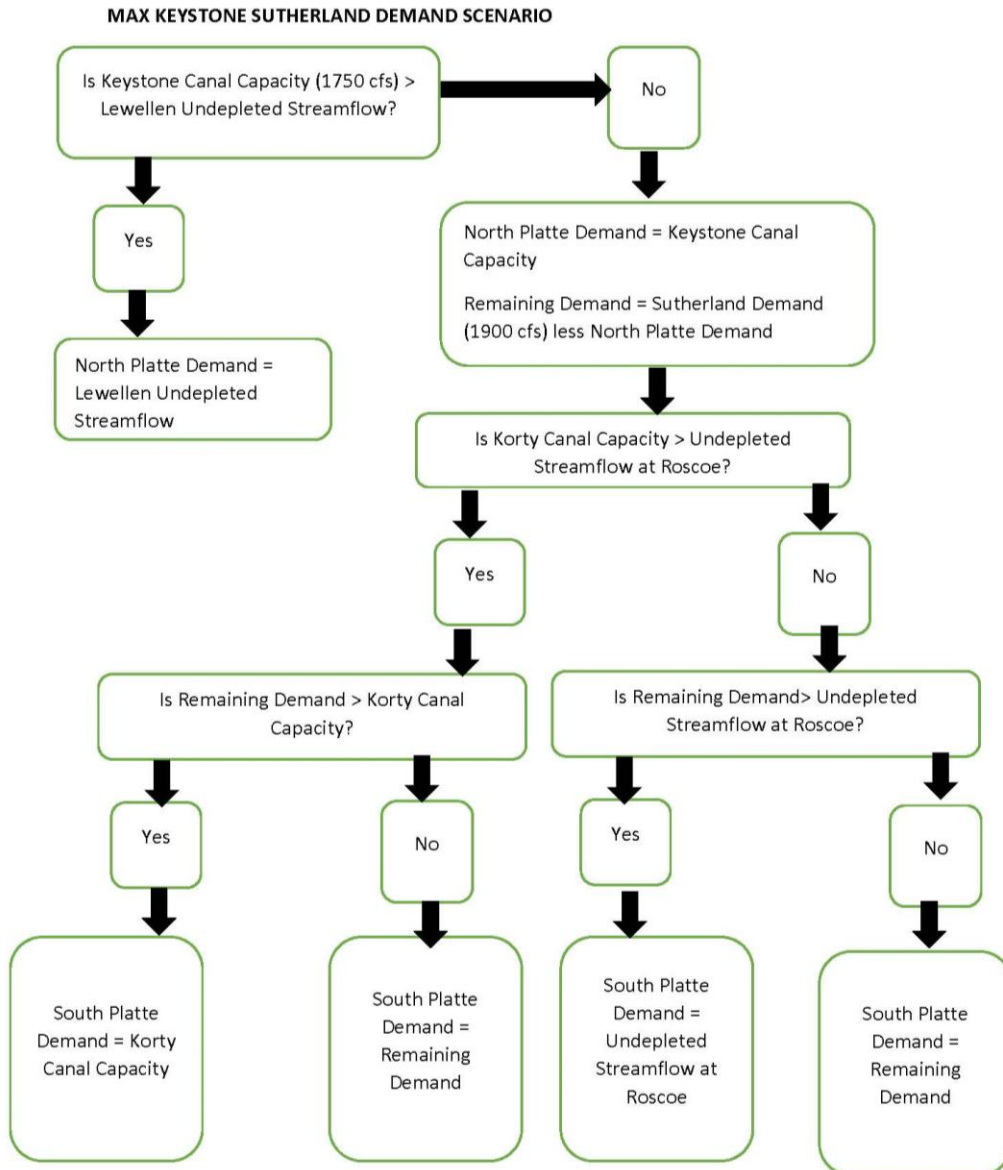 MAX KEYSTONE SUTHERLAND DEMAND SCENARIO
Is Keystone Canal Capacity (1750 cfs) >
Lewellen Undepleted Streamflow?
No
Yes
North Platte Demand = Keystone Canal
Capacity
Remaining Demand = Sutherland Demand
(1900 cfs) less North Platte Demand
North Platte Demand =
Lewellen Undepleted
Streamflow
Is Korty Canal Capacity > Undepleted
Streamflow at Roscoe?
Yes
No
Is Remaining Demand > Korty Canal
Capacity?
Is Remaining Demand> Undepleted
Streamflow at Roscoe?
Yes
No
Yes
No
South Platte
Demand = Korty
Canal Capacity
South Platte
Demand =
Remaining
Demand
South Platte
Demand =
Undepleted
Streamflow at
Roscoe
South Platte
Demand =
Remaining
Demand